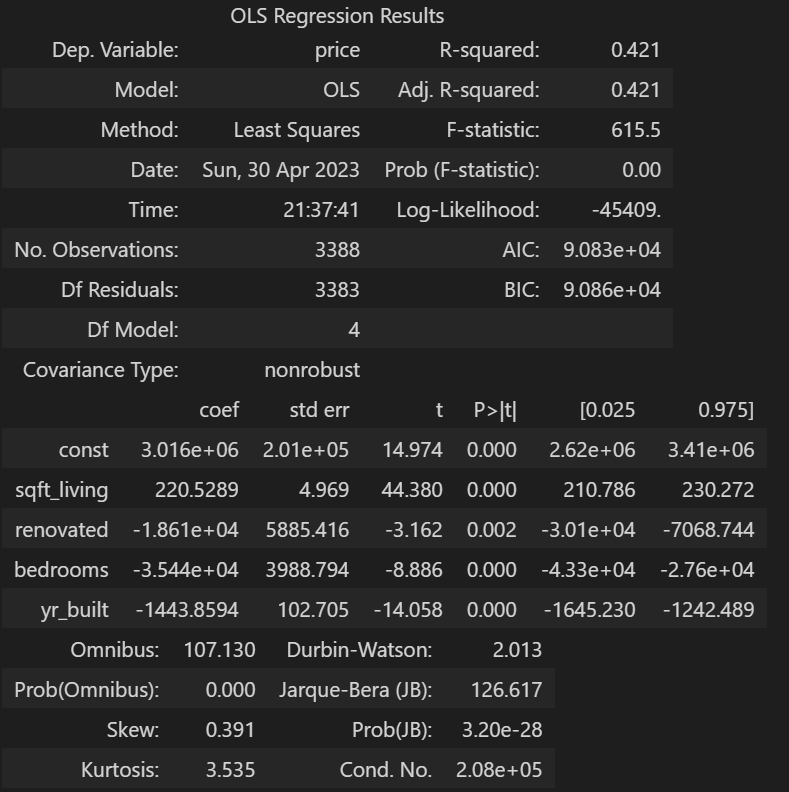 OLS Regression Results
Dep. Variable: price R-squared: 0.421
Model: OLS Adj. R-squared: 0.421
Method: Least Squares F-statistic: 615.5
Date: Sun, 30 Apr 2023 Prob (F-statistic): 0.00
Time: 21:37:41 Log-Likelihood: -45409.
No. Observations: 3388 AIC: 9.083e+04
Df Residuals: 3383 BIC: 9.086e+04
Df Model: 4
Covariance Type: nonrobust
coef std err t P>|t| [0.025 0.975]
const 3.016e+06 2.01e+05 14.974 0.000 2.62e+06 3.41e+06
sqft_living 220.5289 4.969 44.380 0.000 210.786 230.272
renovated -1.861e+04 5885.416 -3.162 0.002 -3.01e+04 -7068.744
bedrooms -3.544e+04 3988.794 -8.886 0.000 -4.33e+04 -2.76e+04
yr_built -1443.8594 102.705 -14.058 0.000 -1645.230 -1242.489
Omnibus: 107.130 Durbin-Watson: 2.013
Prob(Omnibus): 0.000 Jarque-Bera (JB): 126.617
Skew: 0.391 Prob(JB): 3.20e-28
Kurtosis: 3.535 Cond. No. 2.08e+05